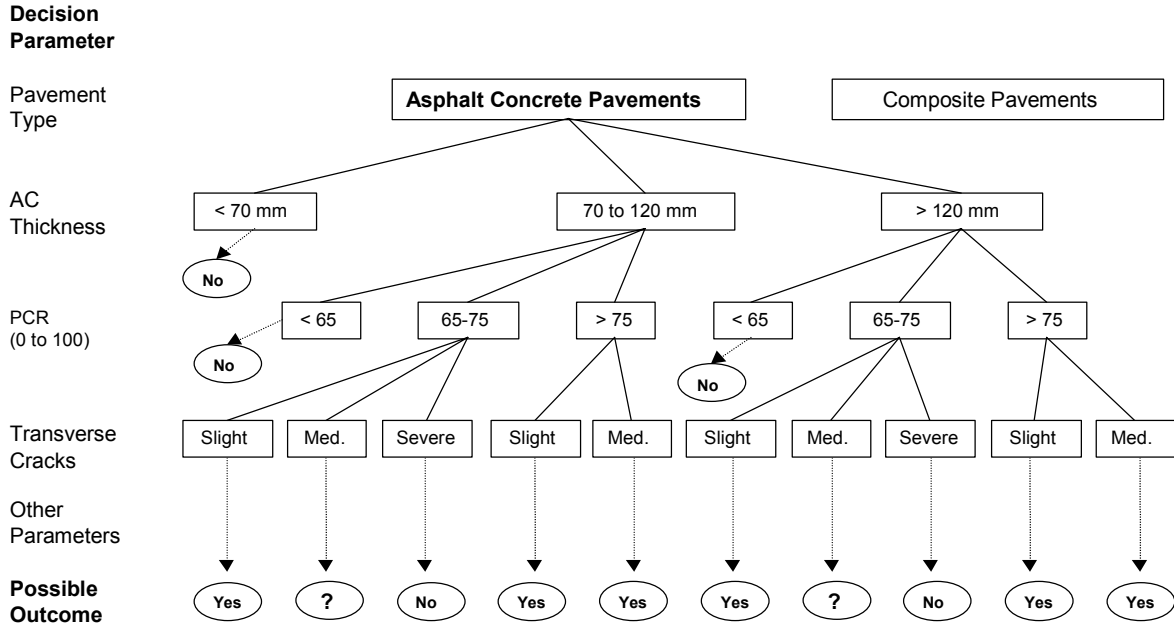 Decision
Parameter
Pavement
Type
Asphalt Concrete Pavements
Composite Pavements
AC
Thickness
< 70 mm
70 to 120 mm
> 120 mm
No
PCR
(0 to 100)
< 65
65-75
> 75
< 65
65-75
> 75
No
No
Transverse
Cracks
Slight
Med.
Severe
Slight
Med.
Slight
Med.
Severe
Slight
Med.
Other
Parameters
Possible
Outcome
Yes
?
No
Yes
Yes
Yes
?
No
Yes
Yes